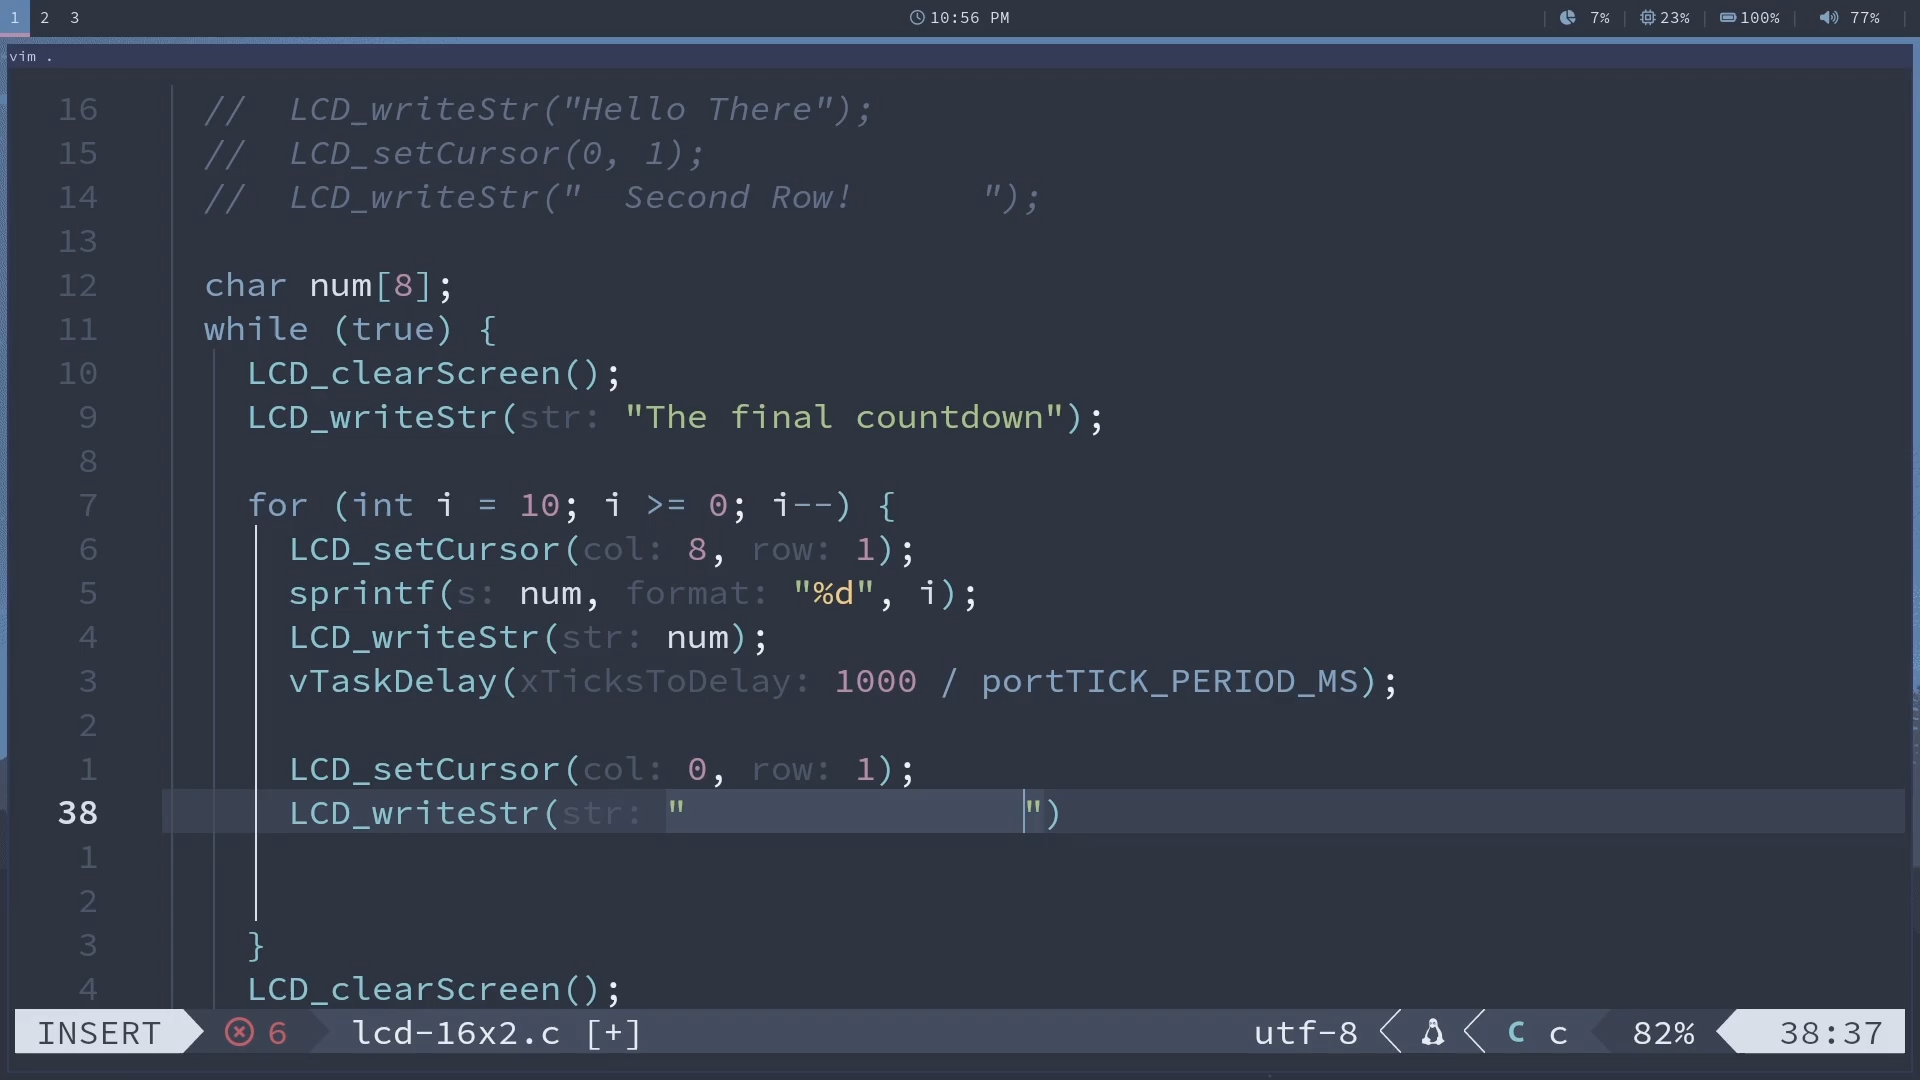 1 2 3 10:56 PM | 7% | 23% | 100% | 77% |
vim .
16 //  LCD_writeStr("Hello There");
15 //  LCD_setCursor(0, 1);
14 //  LCD_writeStr("  Second Row!      ");
13
12 char num[8];
11 while (true) {
10 LCD_clearScreen();
9 LCD_writeStr(str: "The final countdown");
8
7 for (int i = 10; i >= 0; i--) {
6 LCD_setCursor(col: 8, row: 1);
5 sprintf(s: num, format: "%d", i);
4 LCD_writeStr(str: num);
3 vTaskDelay(xTicksToDelay: 1000 / portTICK_PERIOD_MS);
2
1 LCD_setCursor(col: 0, row: 1);
38 LCD_writeStr(str: "                ")
1
2
3 }
4 LCD_clearScreen();
INSERT 6 lcd-16x2.c [+] utf-8 C c 82% 38:37